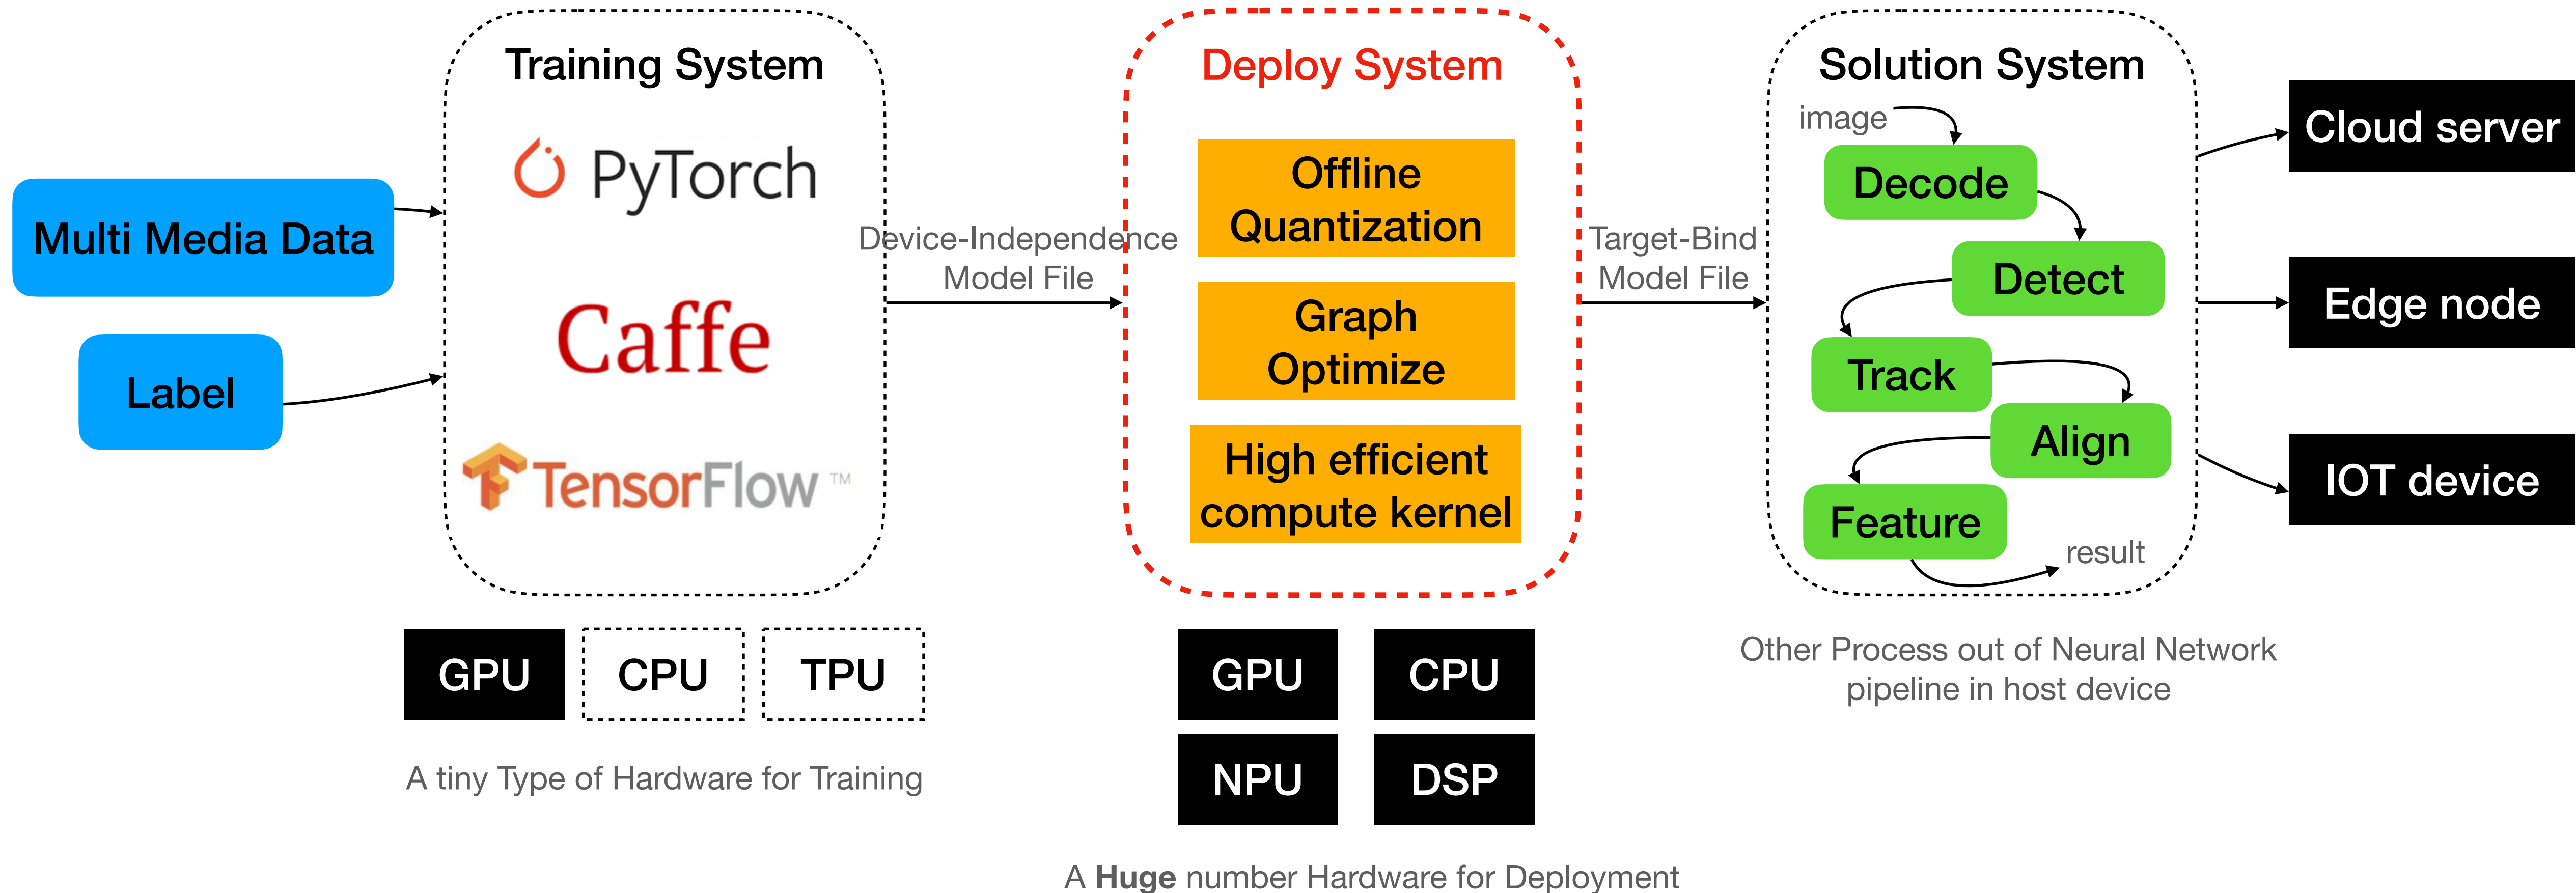 Multi Media Data
Label
Training System
PyTorch
Caffe
TensorFlow ™
GPU
CPU
TPU
A tiny Type of Hardware for Training
Device-Independence
Model File
Deploy System
Offline
Quantization
Graph
Optimize
High efficient
compute kernel
GPU
CPU
NPU
DSP
A Huge number Hardware for Deployment
Target-Bind
Model File
Solution System
image
Decode
Detect
Track
Align
Feature
result
Other Process out of Neural Network
pipeline in host device
Cloud server
Edge node
IOT device